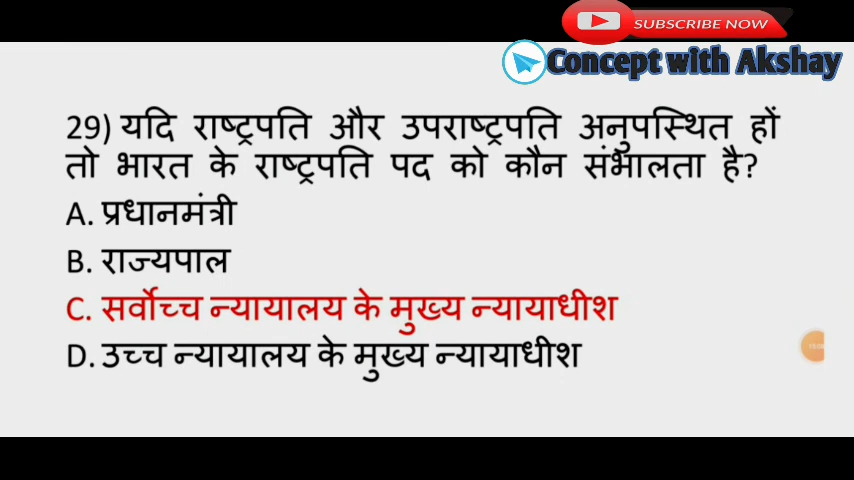 SUBSCRIBE NOW
Concept with Akshay
29) यदि राष्ट्रपति और उपराष्ट्रपति अनुपस्थित हों
तो भारत के राष्ट्रपति पद को कौन संभालता है?
A. प्रधानमंत्री
B. राज्यपाल
C. सर्वोच्च न्यायालय के मुख्य न्यायाधीश
D. उच्च न्यायालय के मुख्य न्यायाधीश